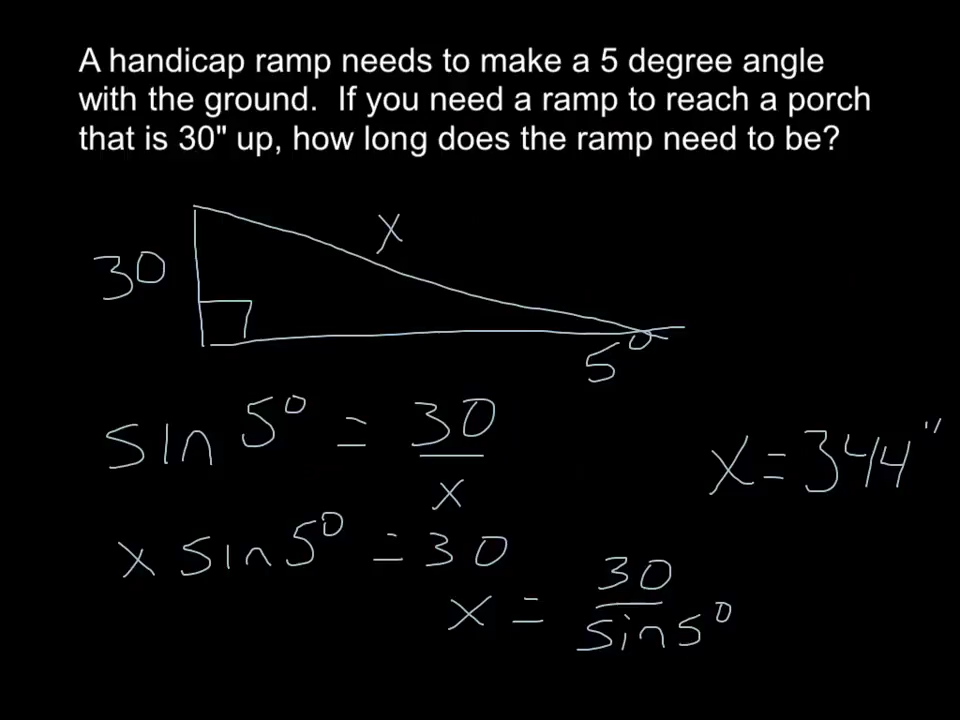 A handicap ramp needs to make a 5 degree angle
with the ground.  If you need a ramp to reach a porch
that is 30" up, how long does the ramp need to be?
x
30
5°
sin 5° = 30/x
x = 344"
x sin 5° = 30
x = 30/sin 5°